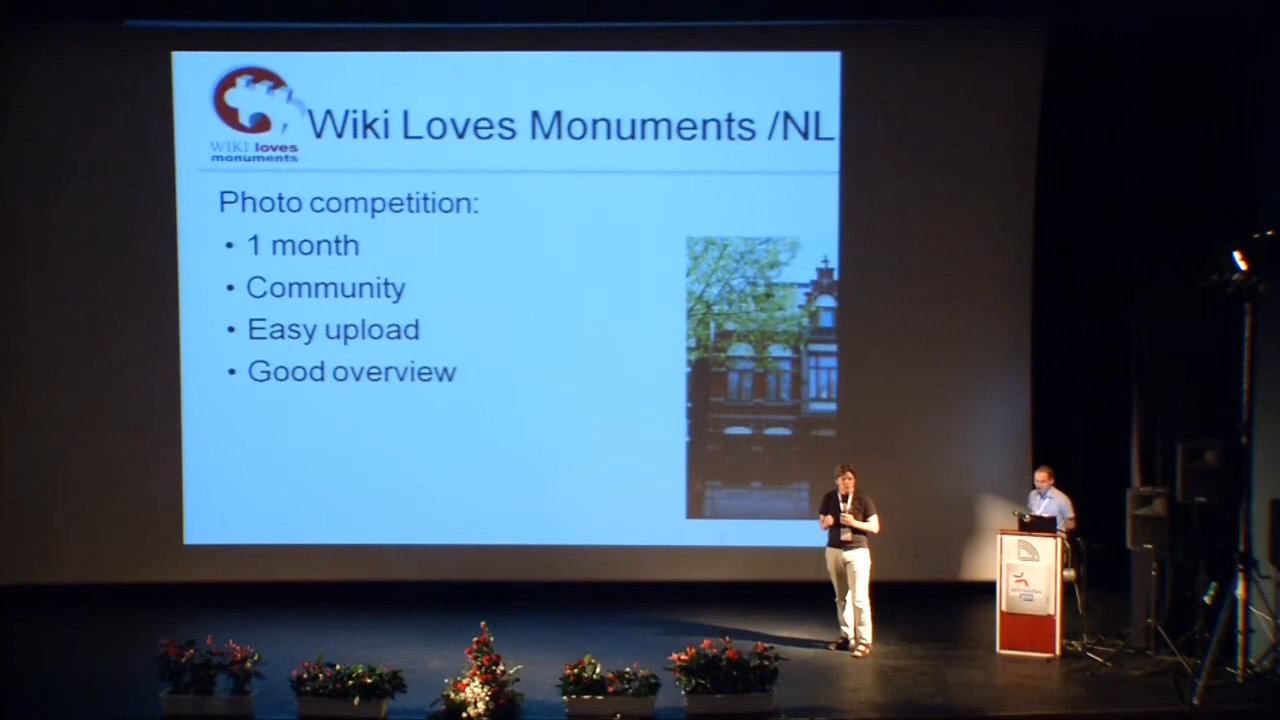 Wiki Loves Monuments /NL
WIKI loves
monuments
Photo competition:
• 1 month
• Community
• Easy upload
• Good overview